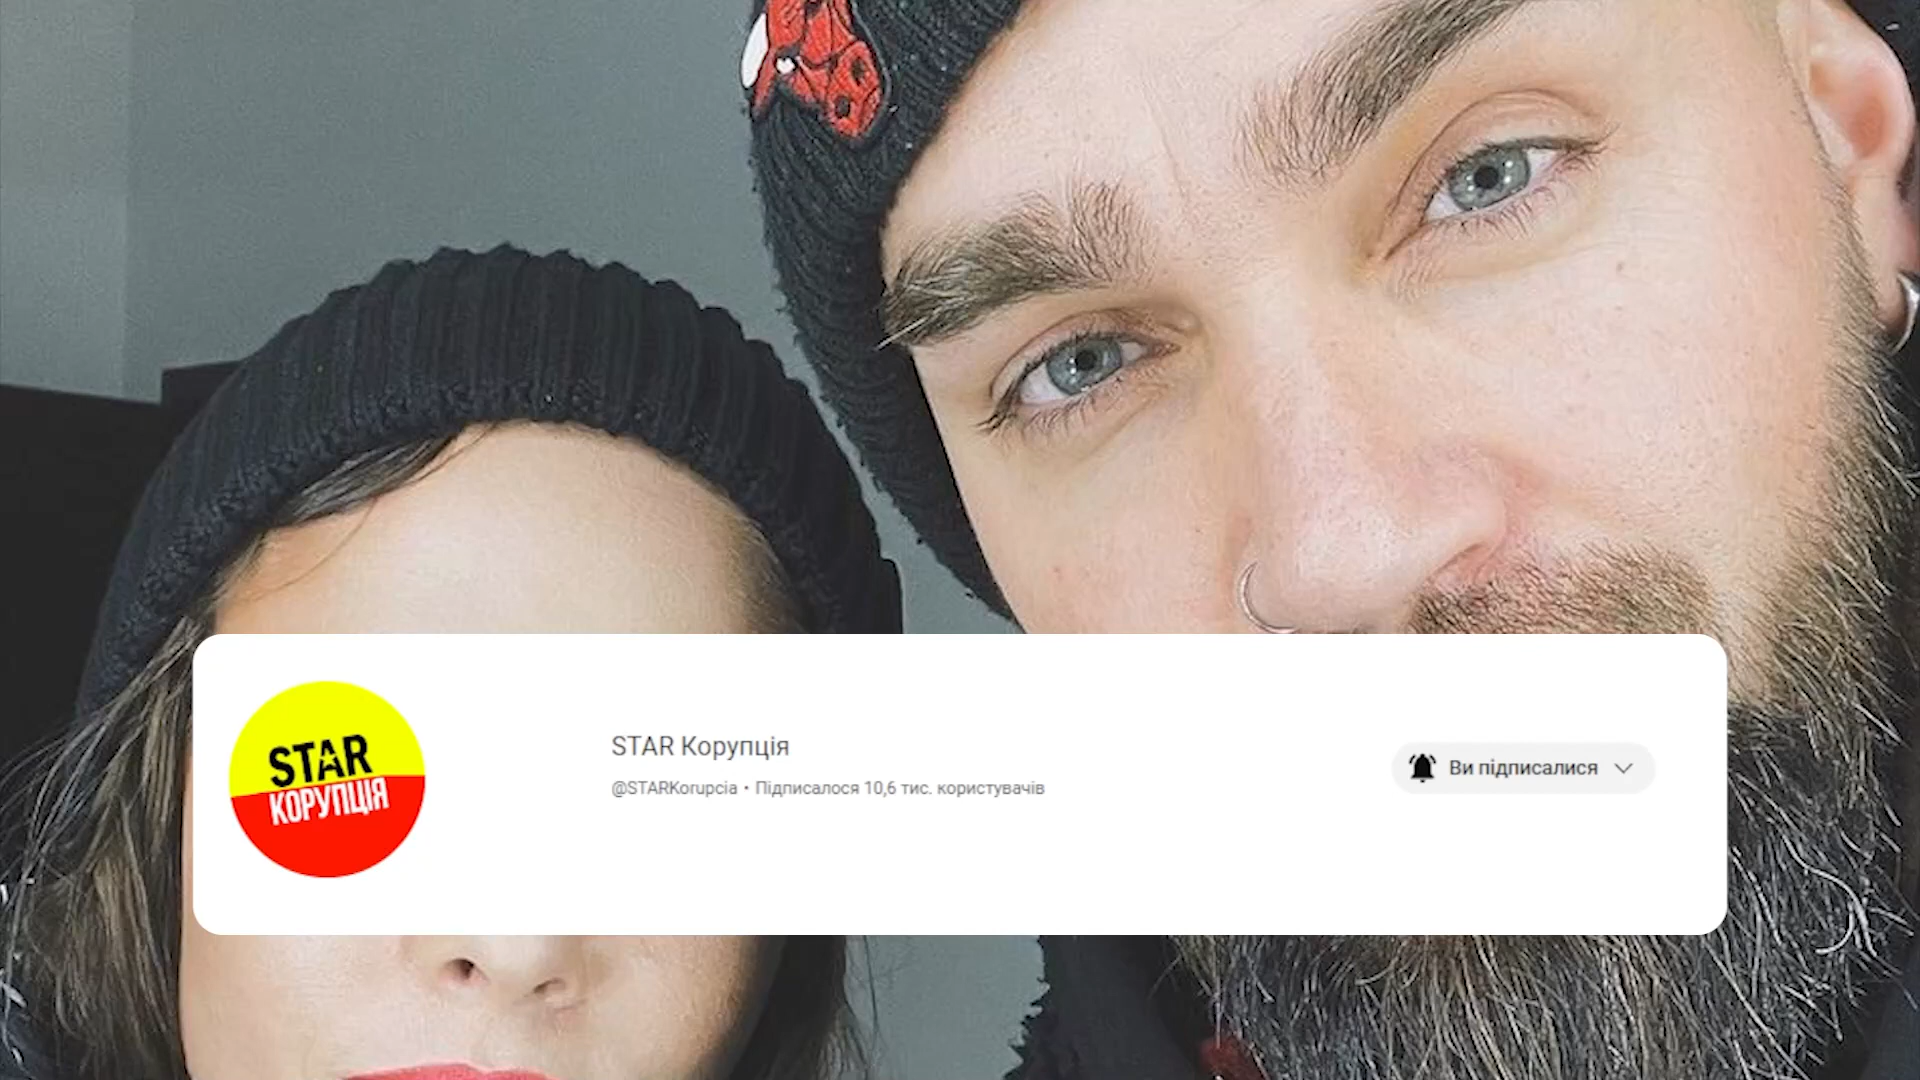 STAR
КОРУПЦІЯ
STAR Корупція
@STARKorupcia • Підписалося 10,6 тис. користувачів
Ви підписалися